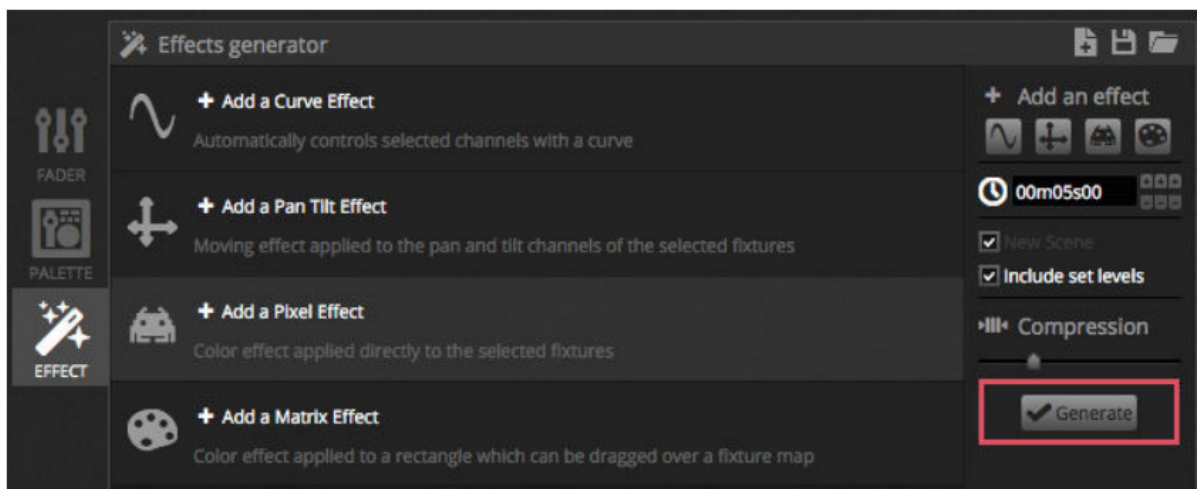 Effects generator
+ Add a Curve Effect
Automatically controls selected channels with a curve
+ Add a Pan Tilt Effect
Moving effect applied to the pan and tilt channels of the selected fixtures
+ Add a Pixel Effect
Color effect applied directly to the selected fixtures
+ Add a Matrix Effect
Color effect applied to a rectangle which can be dragged over a fixture map
FADER
PALETTE
EFFECT
+ Add an effect
00m05s00
New Scene
Include set levels
Compression
Generate